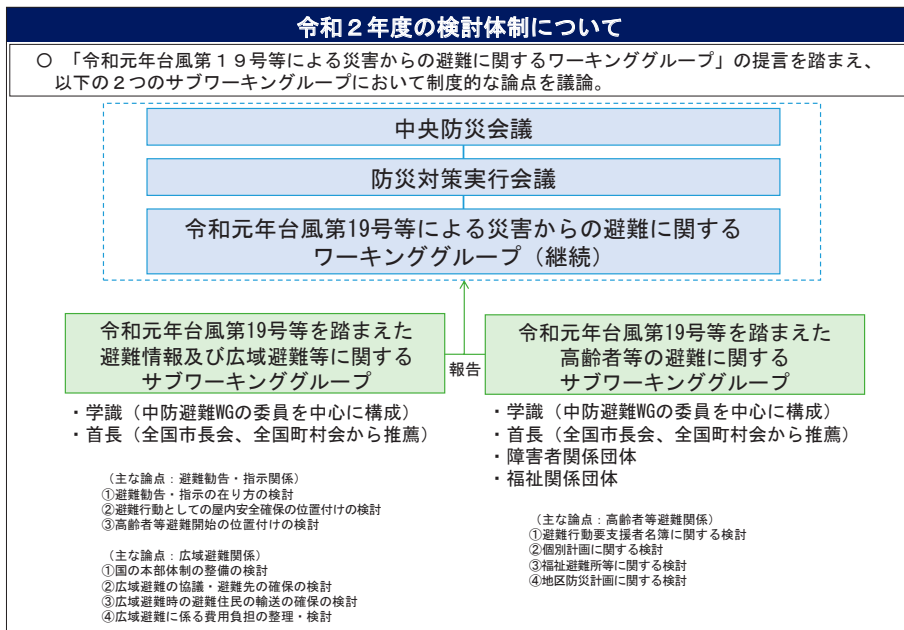 令和２年度の検討体制について
○ 「令和元年台風第１９号等による災害からの避難に関するワーキンググループ」の提言を踏まえ、
以下の２つのサブワーキングループにおいて制度的な論点を議論。
中央防災会議
防災対策実行会議
令和元年台風第19号等による災害からの避難に関する
ワーキンググループ（継続）
令和元年台風第19号等を踏まえた
避難情報及び広域避難等に関する
サブワーキンググループ
報告
令和元年台風第19号等を踏まえた
高齢者等の避難に関する
サブワーキンググループ
・学識（中防避難WGの委員を中心に構成）
・首長（全国市長会、全国町村会から推薦）
（主な論点：避難勧告・指示関係）
①避難勧告・指示の在り方の検討
②避難行動としての屋内安全確保の位置付けの検討
③高齢者等避難開始の位置付けの検討
（主な論点：広域避難関係）
①国の本部体制の整備の検討
②広域避難の協議・避難先の確保の検討
③広域避難時の避難住民の輸送の確保の検討
④広域避難に係る費用負担の整理・検討
・学識（中防避難WGの委員を中心に構成）
・首長（全国市長会、全国町村会から推薦）
・障害者関係団体
・福祉関係団体
（主な論点：高齢者等避難関係）
①避難行動要支援者名簿に関する検討
②個別計画に関する検討
③福祉避難所等に関する検討
④地区防災計画に関する検討